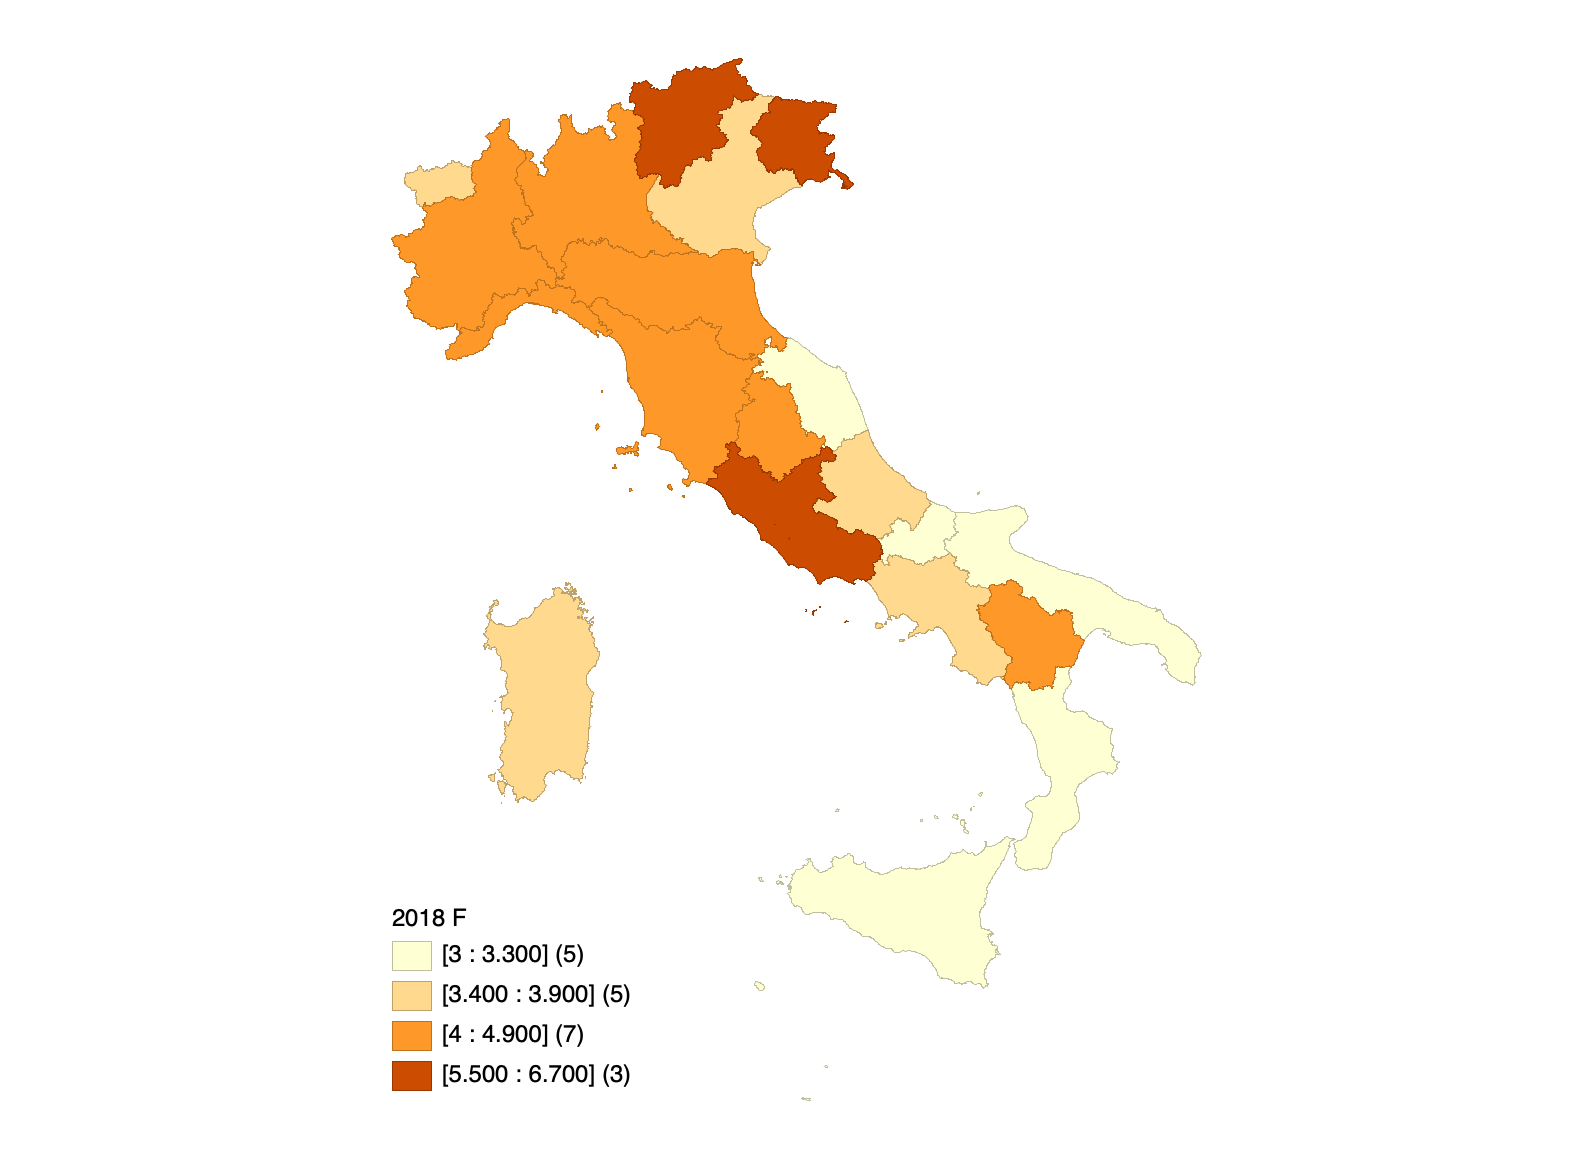 2018 F
[3 : 3.300] (5)
[3.400 : 3.900] (5)
[4 : 4.900] (7)
[5.500 : 6.700] (3)